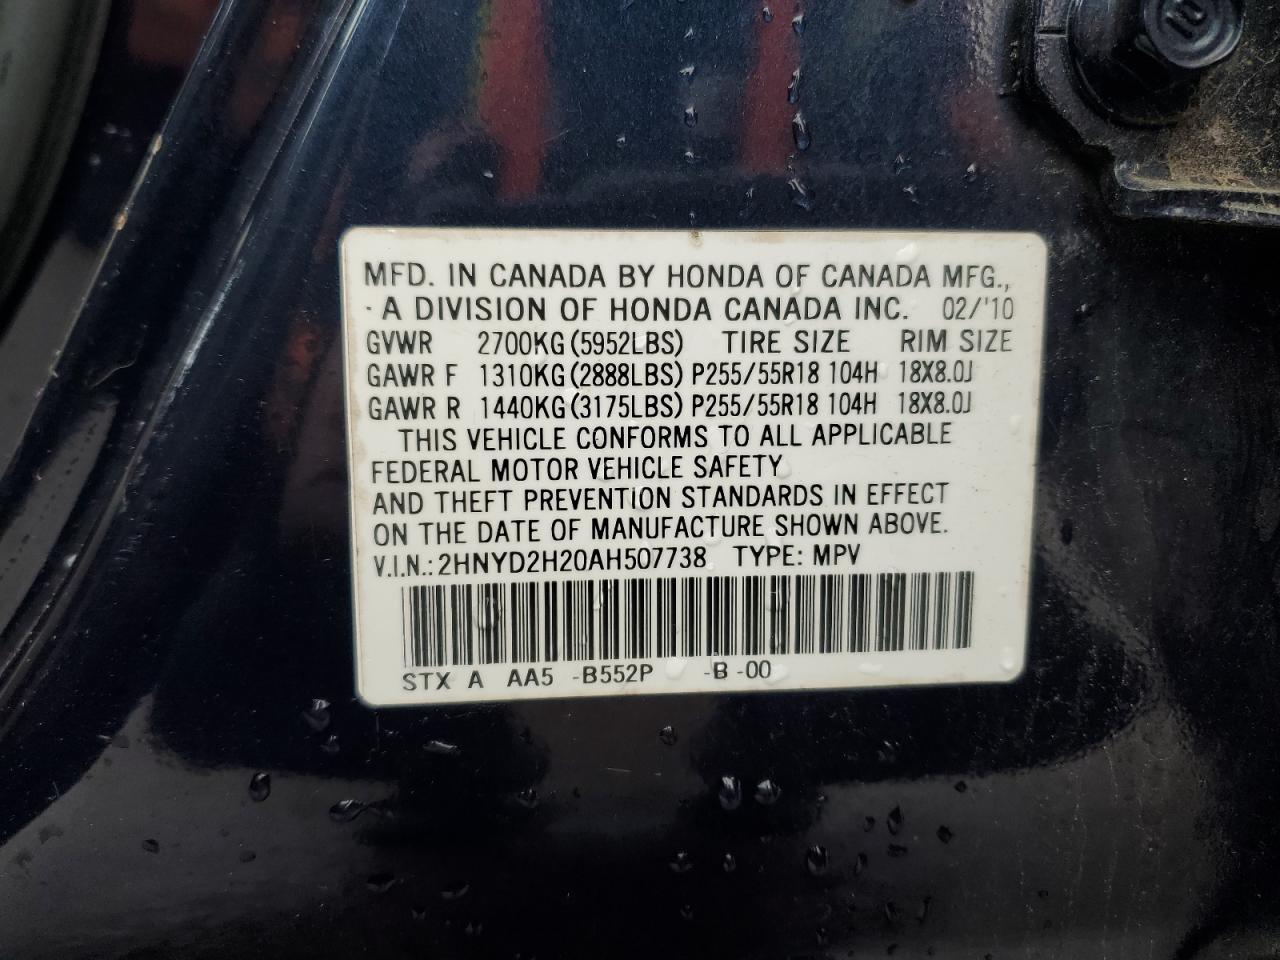 10
MFD. IN CANADA BY HONDA OF CANADA MFG.,
A DIVISION OF HONDA CANADA INC. 02/'10
GVWR 2700KG (5952LBS) TIRE SIZE RIM SIZE
GAWR F 1310KG (2888LBS) P255/55R18 104H 18X8.0J
GAWR R 1440KG (3175LBS) P255/55R18 104H 18X8.0J
THIS VEHICLE CONFORMS TO ALL APPLICABLE
FEDERAL MOTOR VEHICLE SAFETY
AND THEFT PREVENTION STANDARDS IN EFFECT
ON THE DATE OF MANUFACTURE SHOWN ABOVE.
V.I.N.: 2HNYD2H20AH507738 TYPE: MPV
STX A AA5 -B552P -B -00